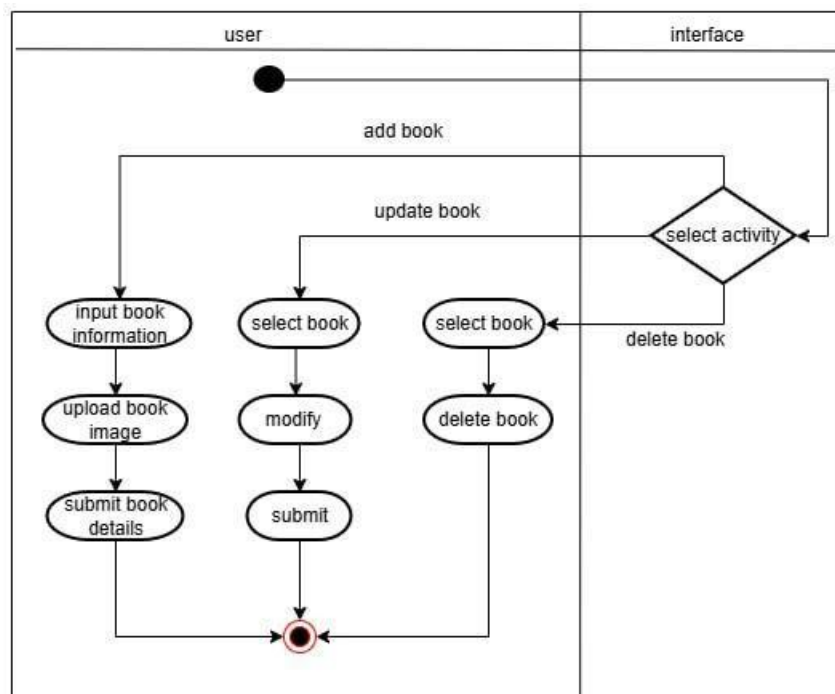 user
interface
add book
update book
select activity
input book
information
select book
select book
delete book
upload book
image
modify
delete book
submit book
details
submit